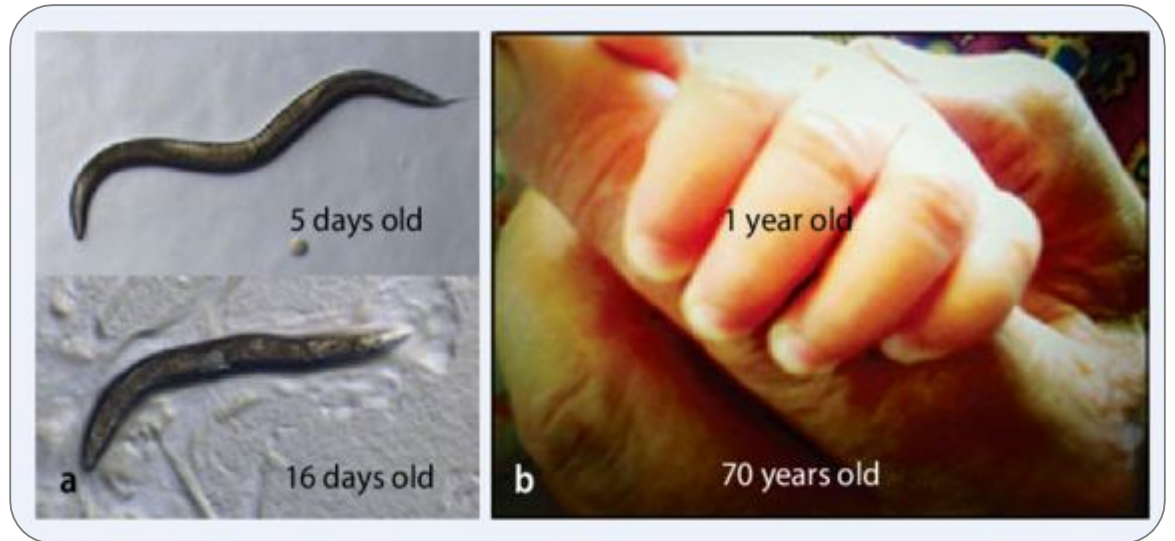 5 days old
16 days old
a
1 year old
70 years old
b